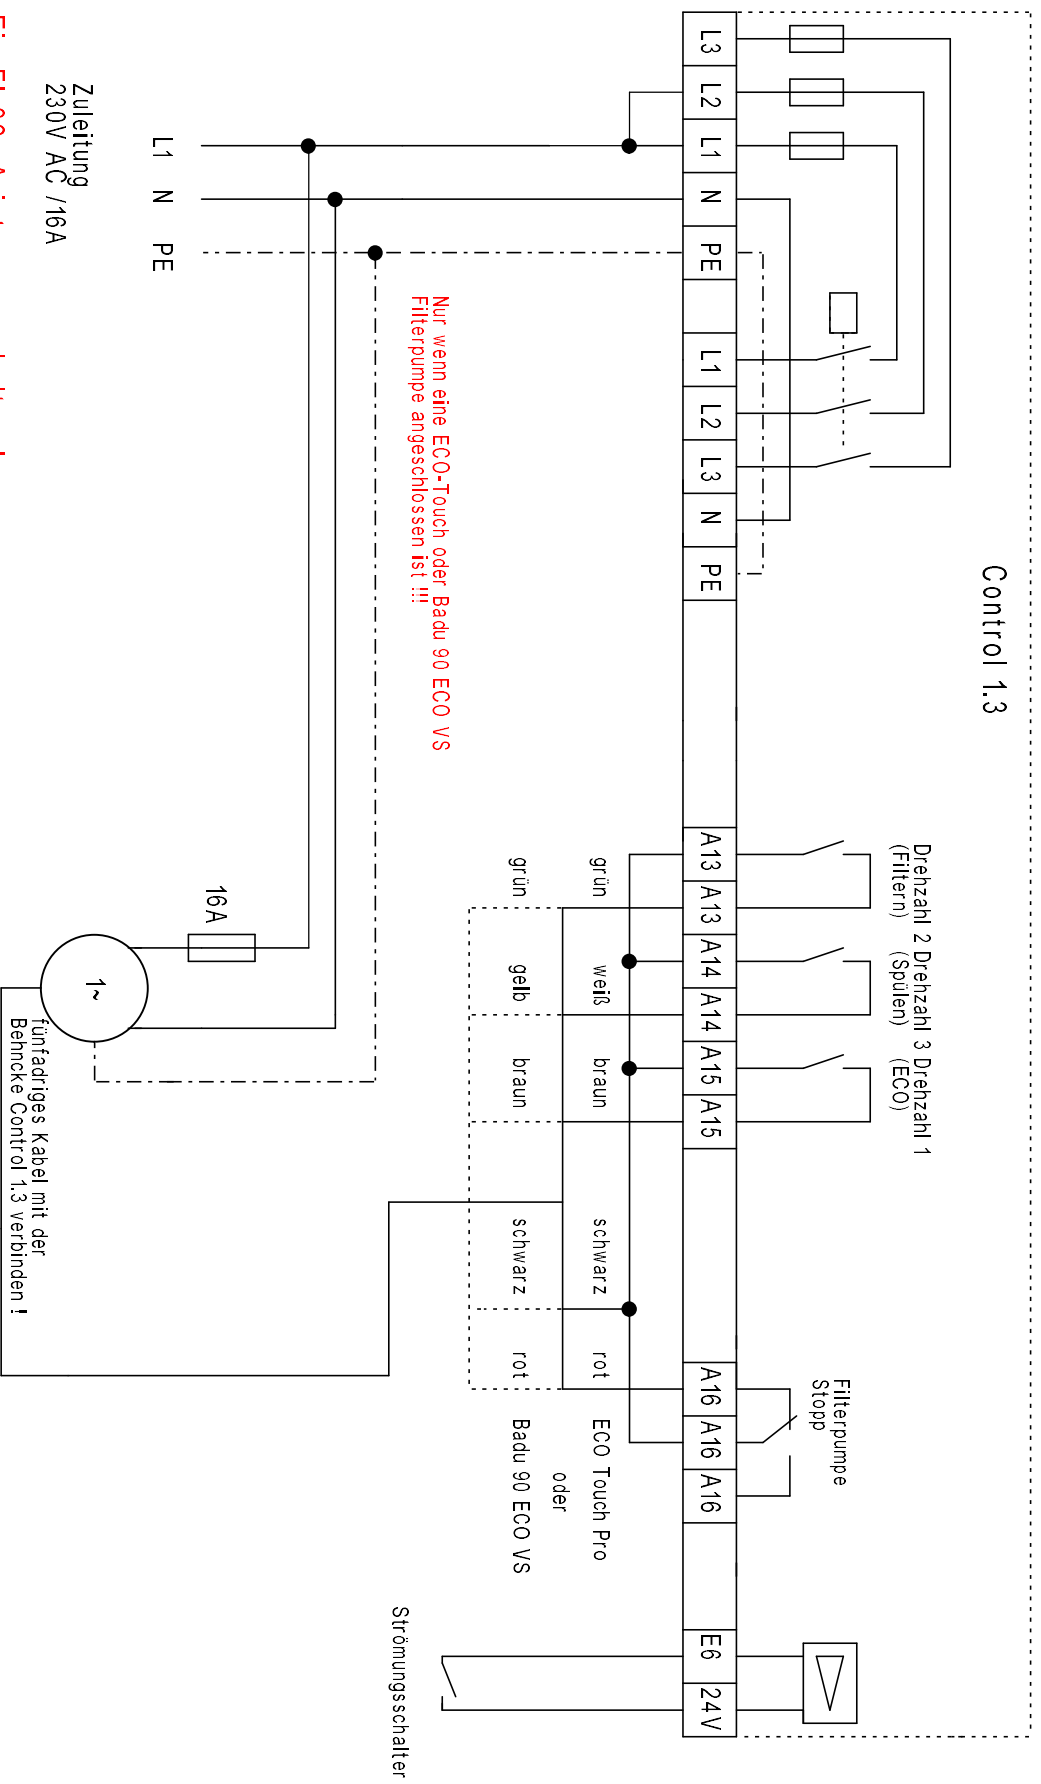 Control 1.3
Drehzahl 2 Drehzahl 3 Drehzahl 1
(Filtern) (Spülen) (ECO)
Filterpumpe
Stopp
L3 L2 L1 N PE L1 L2 L3 N PE A13 A13 A14 A14 A15 A15 A16 A16 A16 E6 24V
grün weiß braun schwarz rot ECO Touch Pro
oder
grün gelb braun schwarz rot Badu 90 ECO VS
Nur wenn eine ECO-Touch oder Badu 90 ECO VS
Filterpumpe angeschlossen ist !!!
Strömungsschalter
L1 N PE
16A
Zuleitung
230V AC /16A
1~
fünfadriges Kabel mit der
Behncke Control 1.3 verbinden !